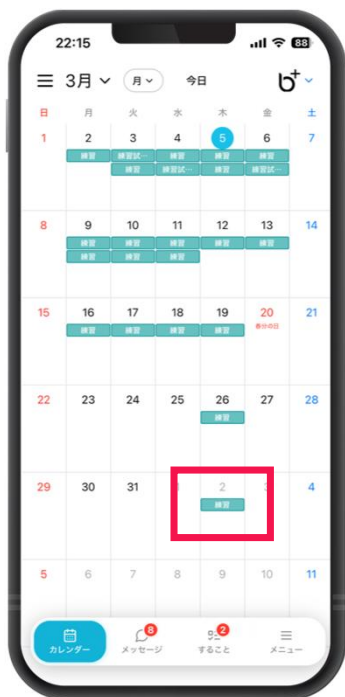 22:15 88
3月 月 今日 b+
日 月 火 水 木 金 土
1 2 3 4 5 6 7
練習 練習試… 練習 練習 練習
練習 練習試… 練習 練習試…
8 9 10 11 12 13 14
練習 練習 練習 練習 練習
練習 練習 練習
15 16 17 18 19 20 21
練習 練習 練習 練習 春分の日
22 23 24 25 26 27 28
練習
29 30 31 1 2 3 4
練習
5 6 7 8 9 10 11
8 2
カレンダー メッセージ すること メニュー